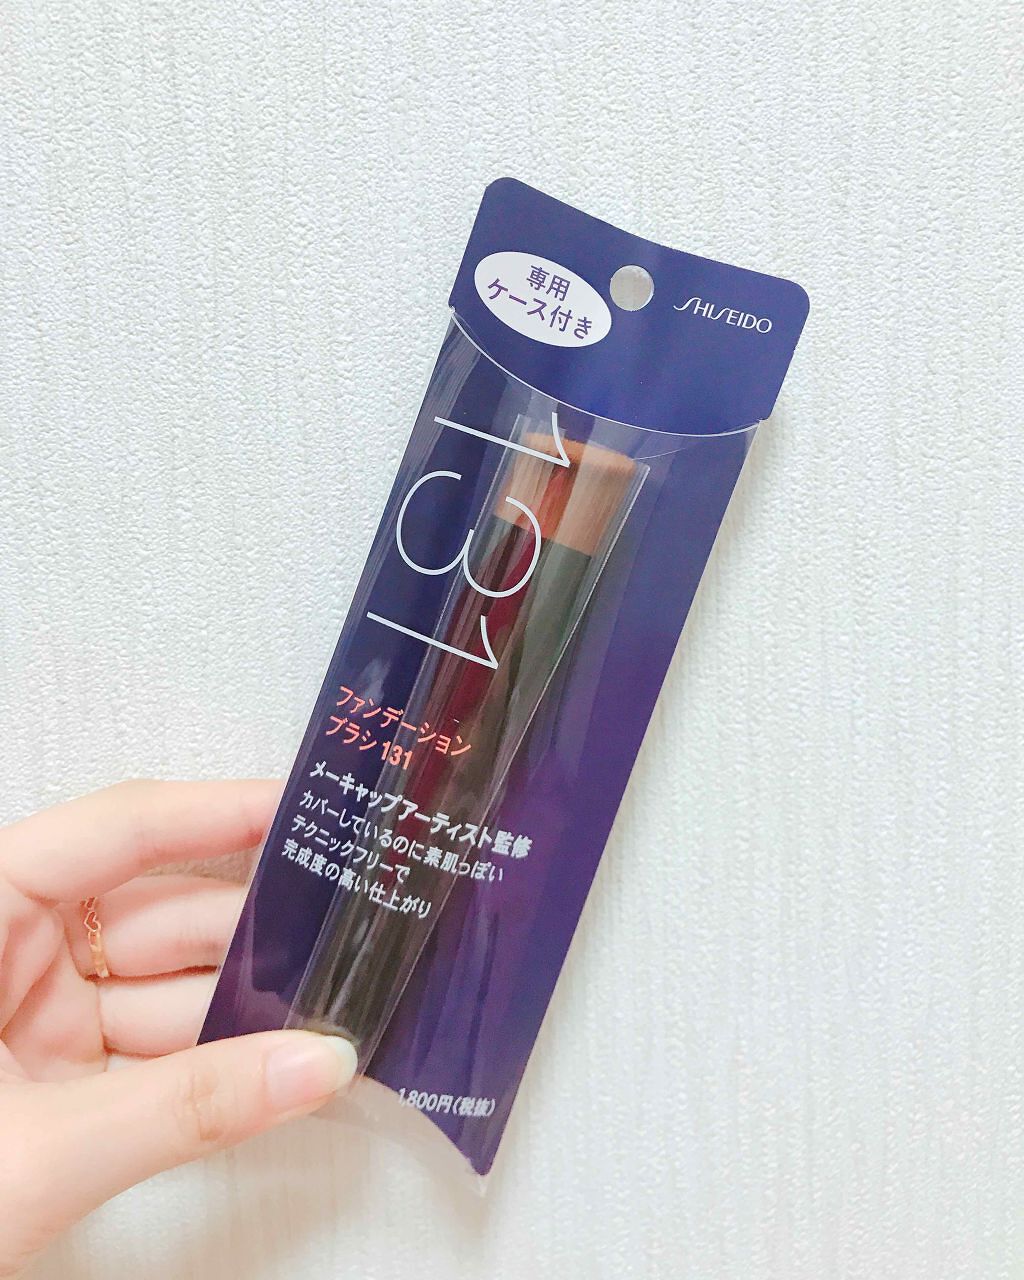 専用
ケース付き
SHISEIDO
131
ファンデーション
ブラシ131
メーキャップアーティスト監修
カバーしているのに素肌っぽい
テクニックフリーで
完成度の高い仕上がり
1,800円(税抜)